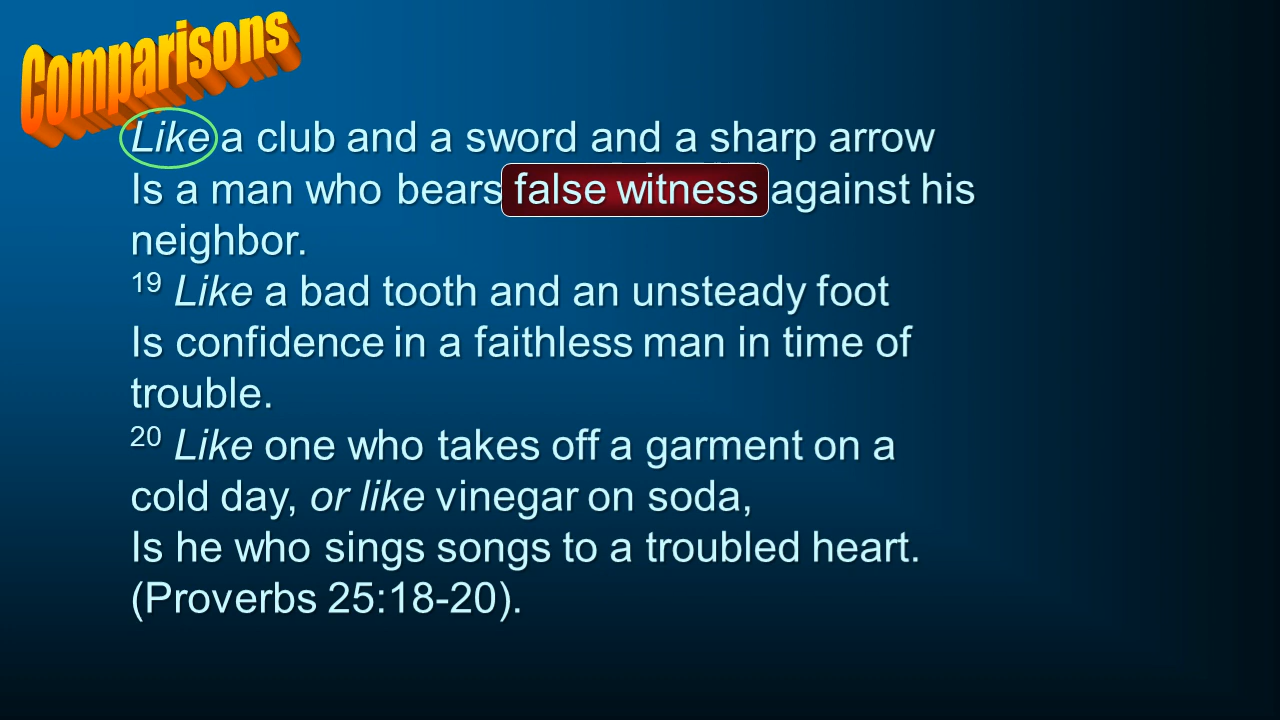 Comparisons
Like a club and a sword and a sharp arrow
Is a man who bears false witness against his
neighbor.
19 Like a bad tooth and an unsteady foot
Is confidence in a faithless man in time of
trouble.
20 Like one who takes off a garment on a
cold day, or like vinegar on soda,
Is he who sings songs to a troubled heart.
(Proverbs 25:18-20).